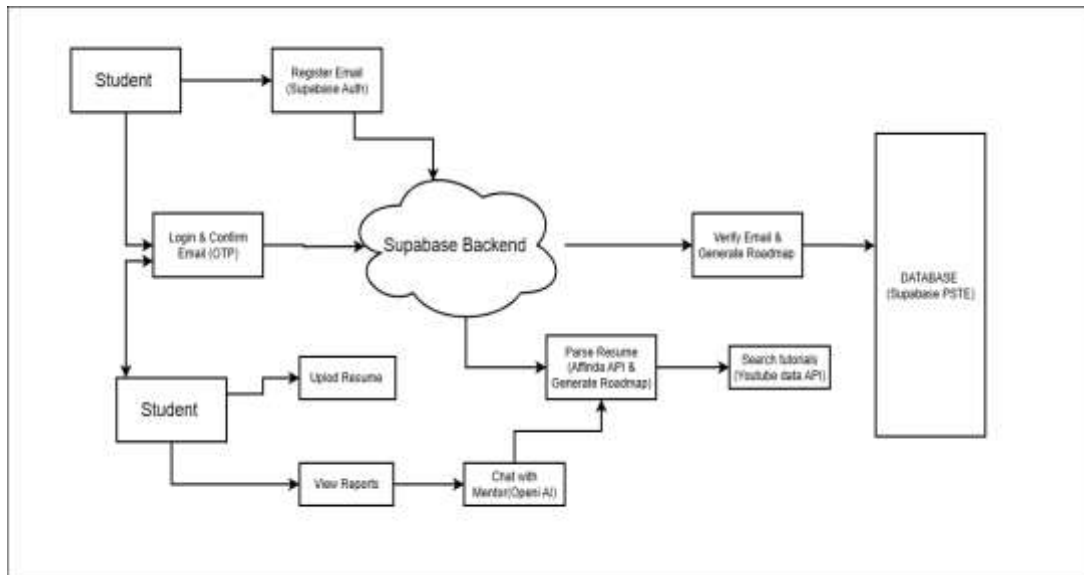 Student
Register Email
(Supabase Auth)
Login & Confirm
Email (OTP)
Supabase Backend
Verify Email &
Generate Roadmap
DATABASE
(Supabase PSTE)
Parse Resume
(Affinda API &
Generate Roadmap)
Search tutorials
(Youtube data API)
Student
Uplod Resume
View Reports
Chat with
Mentor(Openi AI)